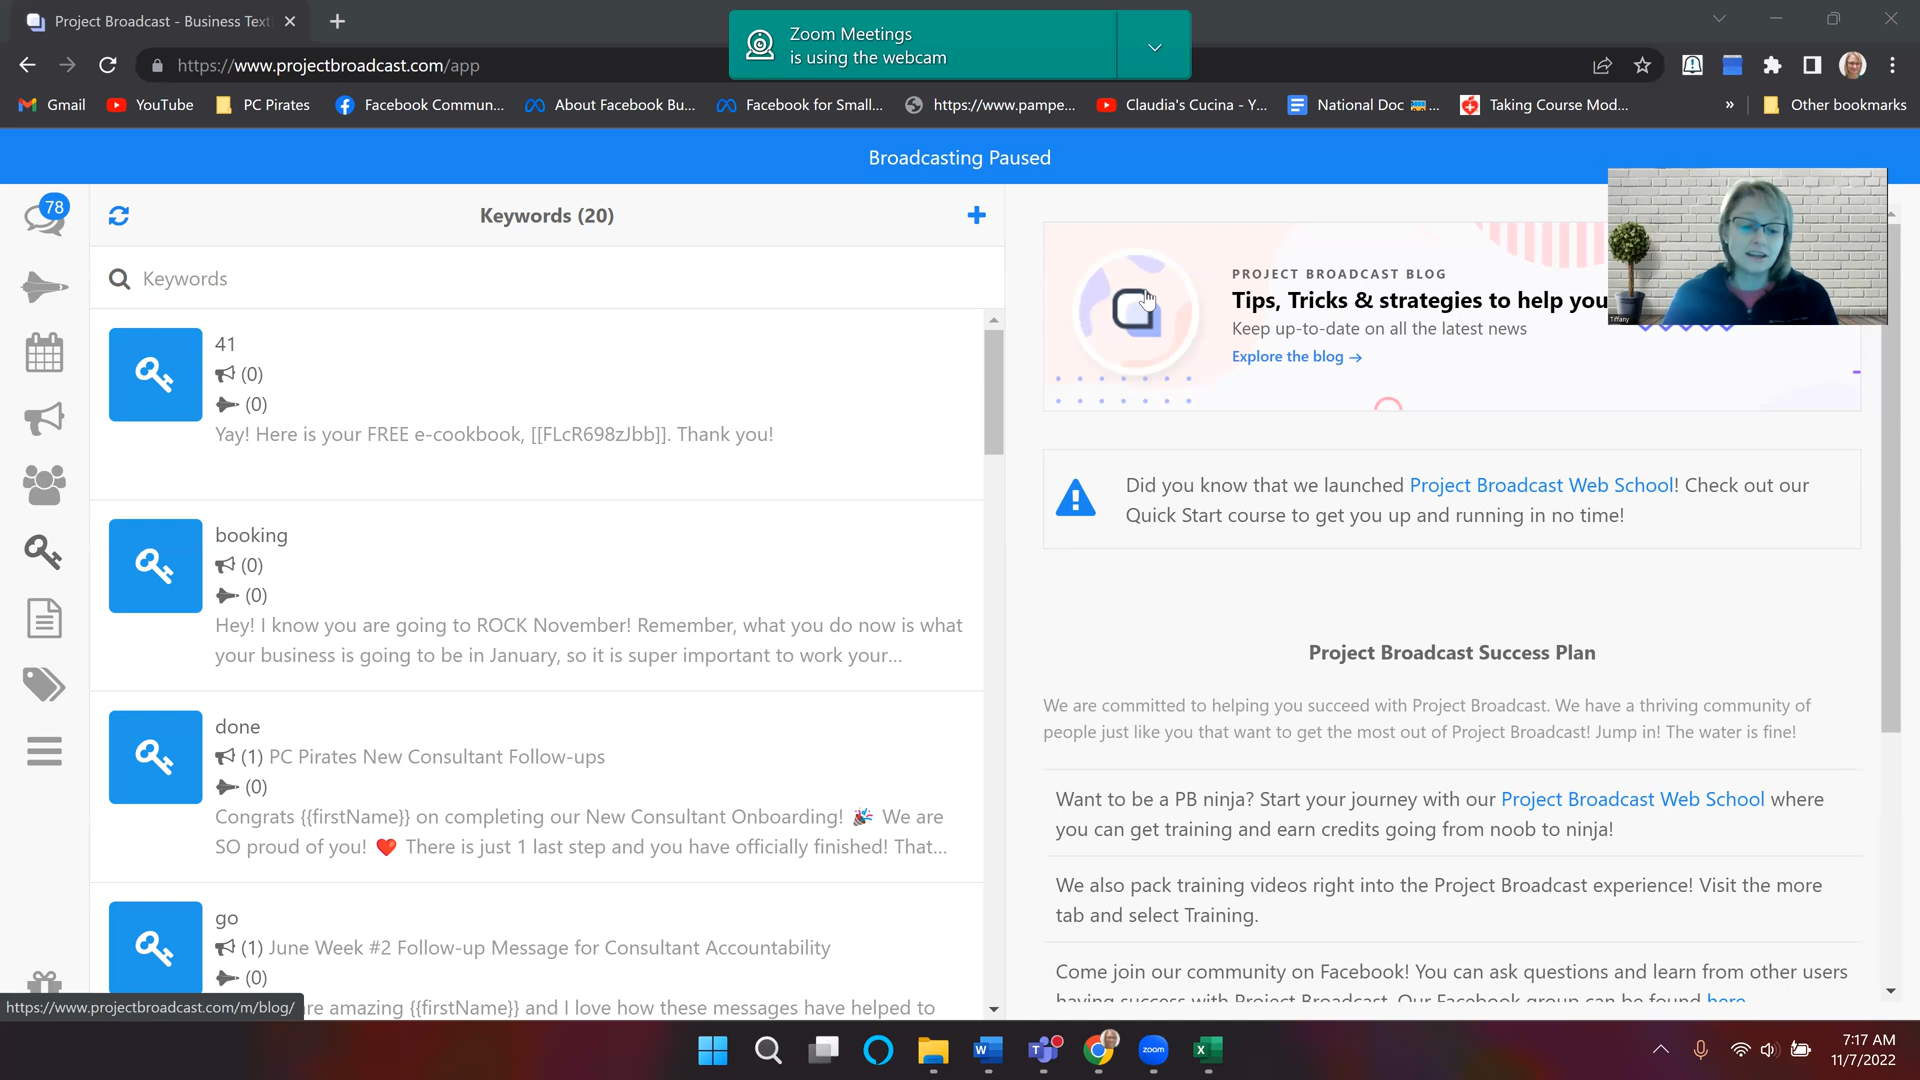 Project Broadcast - Business Text
Zoom Meetings
is using the webcam
https://www.projectbroadcast.com/app
Gmail
YouTube
PC Pirates
Facebook Commun...
About Facebook Bu...
Facebook for Small...
https://www.pampe...
Claudia's Cucina - Y...
National Doc 🚌 ...
Taking Course Mod...
»
Other bookmarks
Broadcasting Paused
78
Keywords (20)
Keywords
41
(0)
(0)
Yay! Here is your FREE e-cookbook, [[FLcR698zJbb]]. Thank you!
booking
(0)
(0)
Hey! I know you are going to ROCK November! Remember, what you do now is what
your business is going to be in January, so it is super important to work your...
done
(1) PC Pirates New Consultant Follow-ups
(0)
Congrats {{firstName}} on completing our New Consultant Onboarding! 🎉 We are
SO proud of you! ❤️ There is just 1 last step and you have officially finished! That...
go
(1) June Week #2 Follow-up Message for Consultant Accountability
(0)
re amazing {{firstName}} and I love how these messages have helped to
https://www.projectbroadcast.com/m/blog/
PROJECT BROADCAST BLOG
Tips, Tricks & strategies to help you
Keep up-to-date on all the latest news
Explore the blog →
Tiffany
Did you know that we launched Project Broadcast Web School! Check out our
Quick Start course to get you up and running in no time!
Project Broadcast Success Plan
We are committed to helping you succeed with Project Broadcast. We have a thriving community of
people just like you that want to get the most out of Project Broadcast! Jump in! The water is fine!
Want to be a PB ninja? Start your journey with our Project Broadcast Web School where
you can get training and earn credits going from noob to ninja!
We also pack training videos right into the Project Broadcast experience! Visit the more
tab and select Training.
Come join our community on Facebook! You can ask questions and learn from other users
having success with Project Broadcast. Our Facebook group can be found here
W
T
zoom
X
7:17 AM
11/7/2022